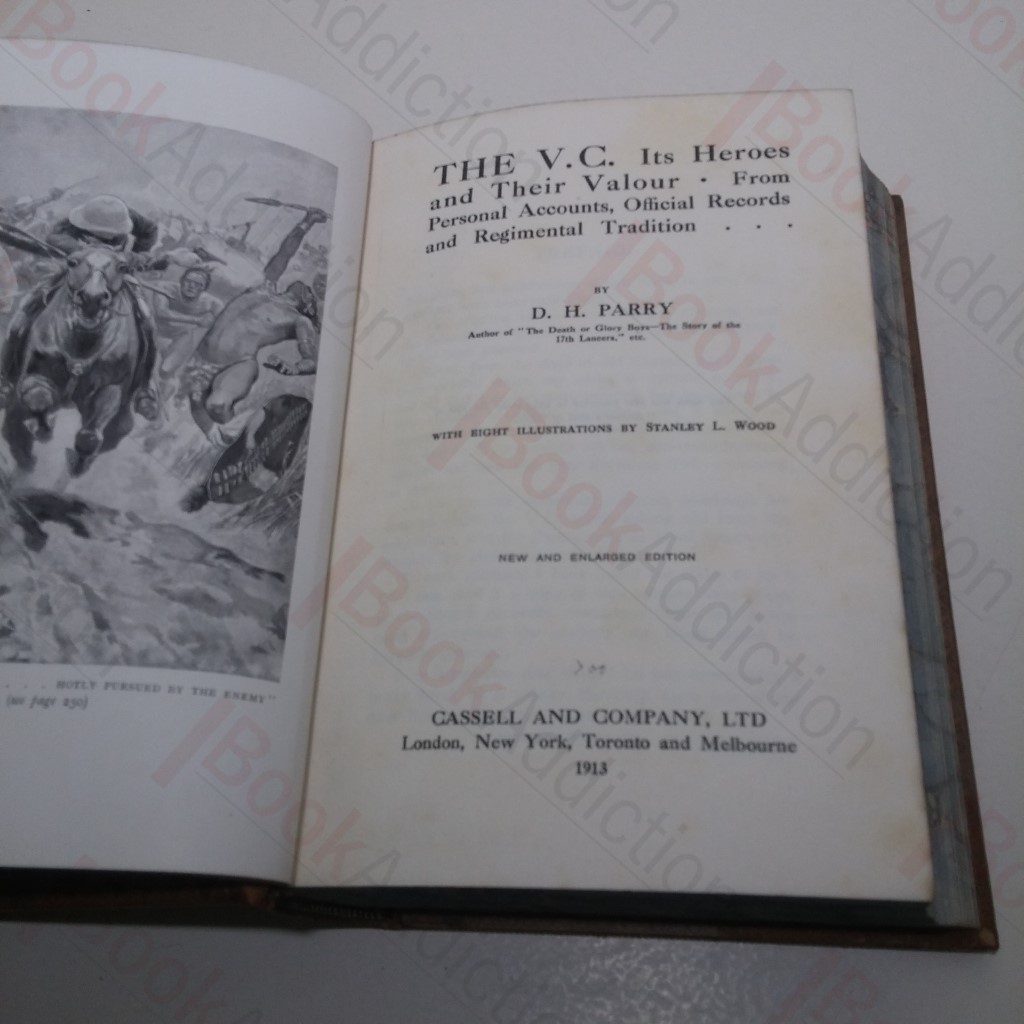 . . . HOTLY PURSUED BY THE ENEMY"
(see page 250)
THE V.C. Its Heroes
and Their Valour · From
Personal Accounts, Official Records
and Regimental Tradition . . .
BY
D. H. PARRY
Author of "The Death or Glory Boys—The Story of the
17th Lancers," etc.
WITH EIGHT ILLUSTRATIONS BY STANLEY L. WOOD
NEW AND ENLARGED EDITION
CASSELL AND COMPANY, LTD
London, New York, Toronto and Melbourne
1913
BookAddiction